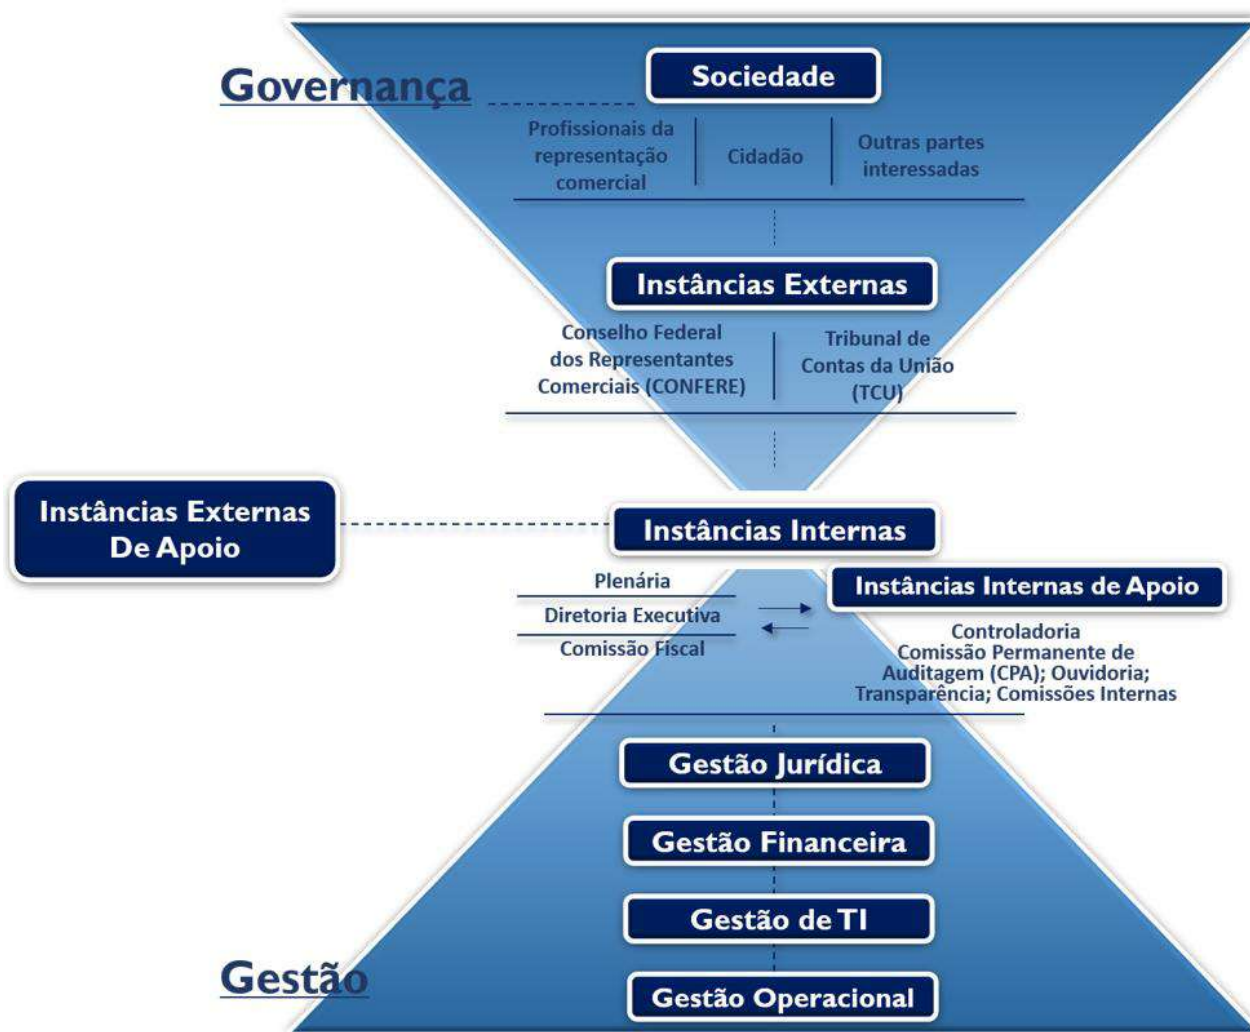 Governança
Sociedade
Profissionais da
representação
comercial
Cidadão
Outras partes
interessadas
Instâncias Externas
Conselho Federal
dos Representantes
Comerciais (CONFERE)
Tribunal de
Contas da União
(TCU)
Instâncias Externas
De Apoio
Instâncias Internas
Plenária
Diretoria Executiva
Comissão Fiscal
Instâncias Internas de Apoio
Controladoria
Comissão Permanente de
Auditagem (CPA); Ouvidoria;
Transparência; Comissões Internas
Gestão Jurídica
Gestão Financeira
Gestão de TI
Gestão
Gestão Operacional